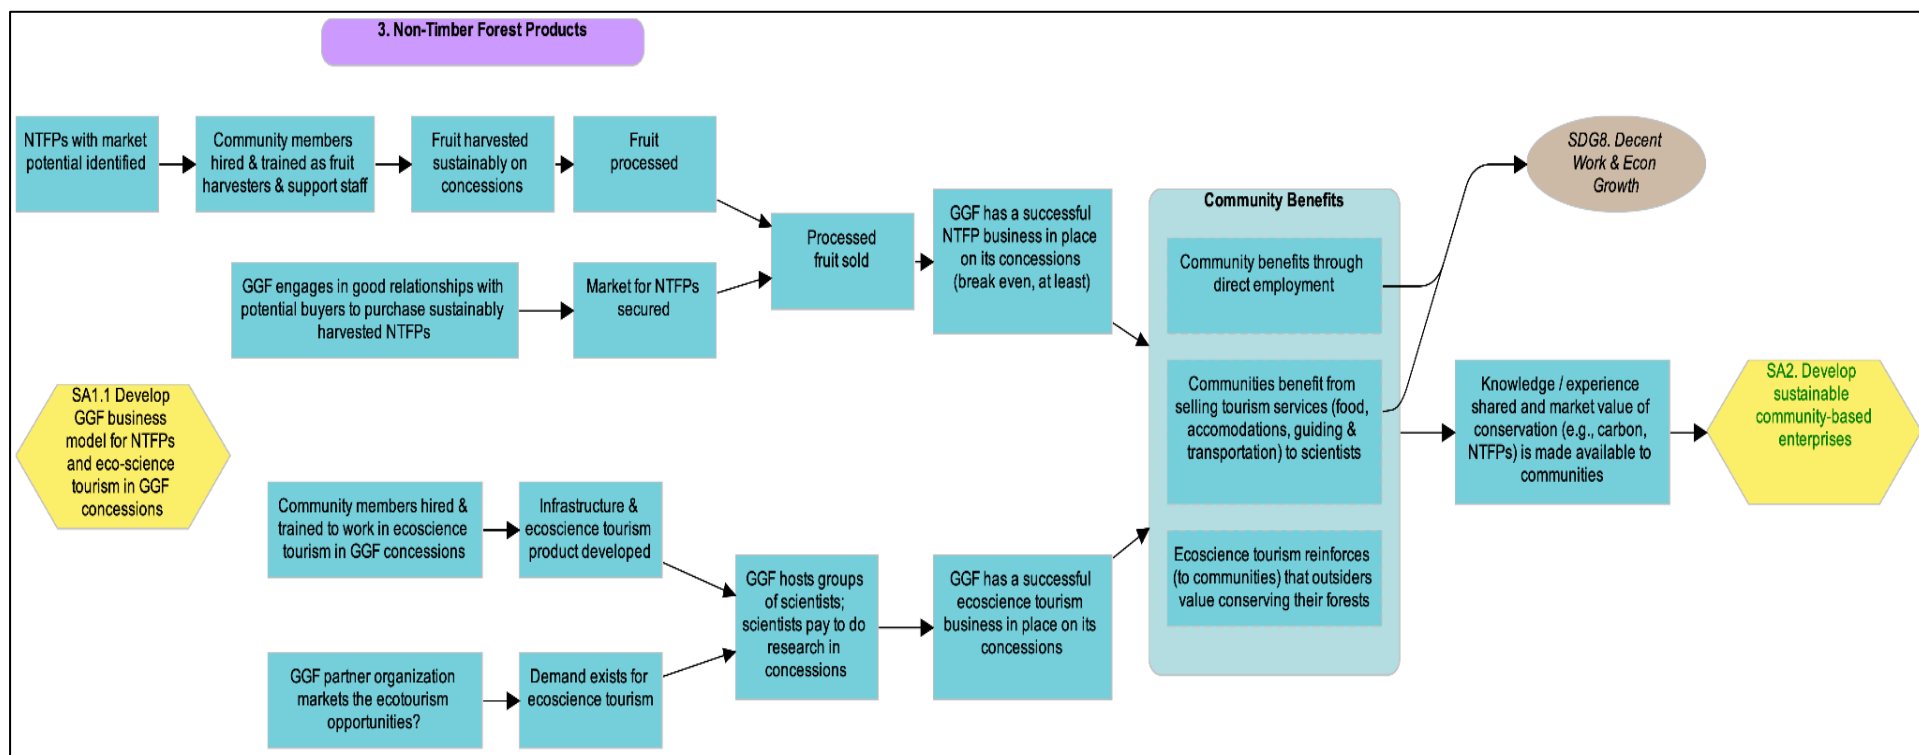 3. Non-Timber Forest Products
NTFPs with market
potential identified
Community members
hired & trained as fruit
harvesters & support staff
Fruit harvested
sustainably on
concessions
Fruit
processed
GGF engages in good relationships with
potential buyers to purchase sustainably
harvested NTFPs
Market for NTFPs
secured
Processed
fruit sold
GGF has a successful
NTFP business in place
on its concessions
(break even, at least)
SA1.1 Develop
GGF business
model for NTFPs
and eco-science
tourism in GGF
concessions
Community members hired &
trained to work in ecoscience
tourism in GGF concessions
Infrastructure &
ecoscience tourism
product developed
GGF partner organization
markets the ecotourism
opportunities?
Demand exists for
ecoscience tourism
GGF hosts groups
of scientists;
scientists pay to do
research in
concessions
GGF has a successful
ecoscience tourism
business in place on its
concessions
Community Benefits
Community benefits through
direct employment
Communities benefit from
selling tourism services (food,
accomodations, guiding &
transportation) to scientists
Ecoscience tourism reinforces
(to communities) that outsiders
value conserving their forests
SDG8. Decent
Work & Econ
Growth
Knowledge / experience
shared and market value of
conservation (e.g., carbon,
NTFPs) is made available to
communities
SA2. Develop
sustainable
community-based
enterprises